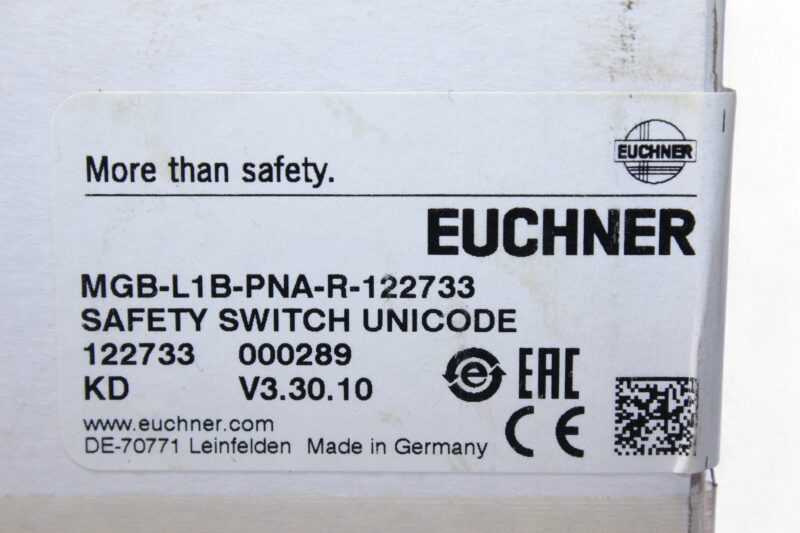 EUCHNER
More than safety.
EUCHNER
MGB-L1B-PNA-R-122733
SAFETY SWITCH UNICODE
122733 000289
KD V3.30.10
e EAC
CE
www.euchner.com
DE-70771 Leinfelden Made in Germany